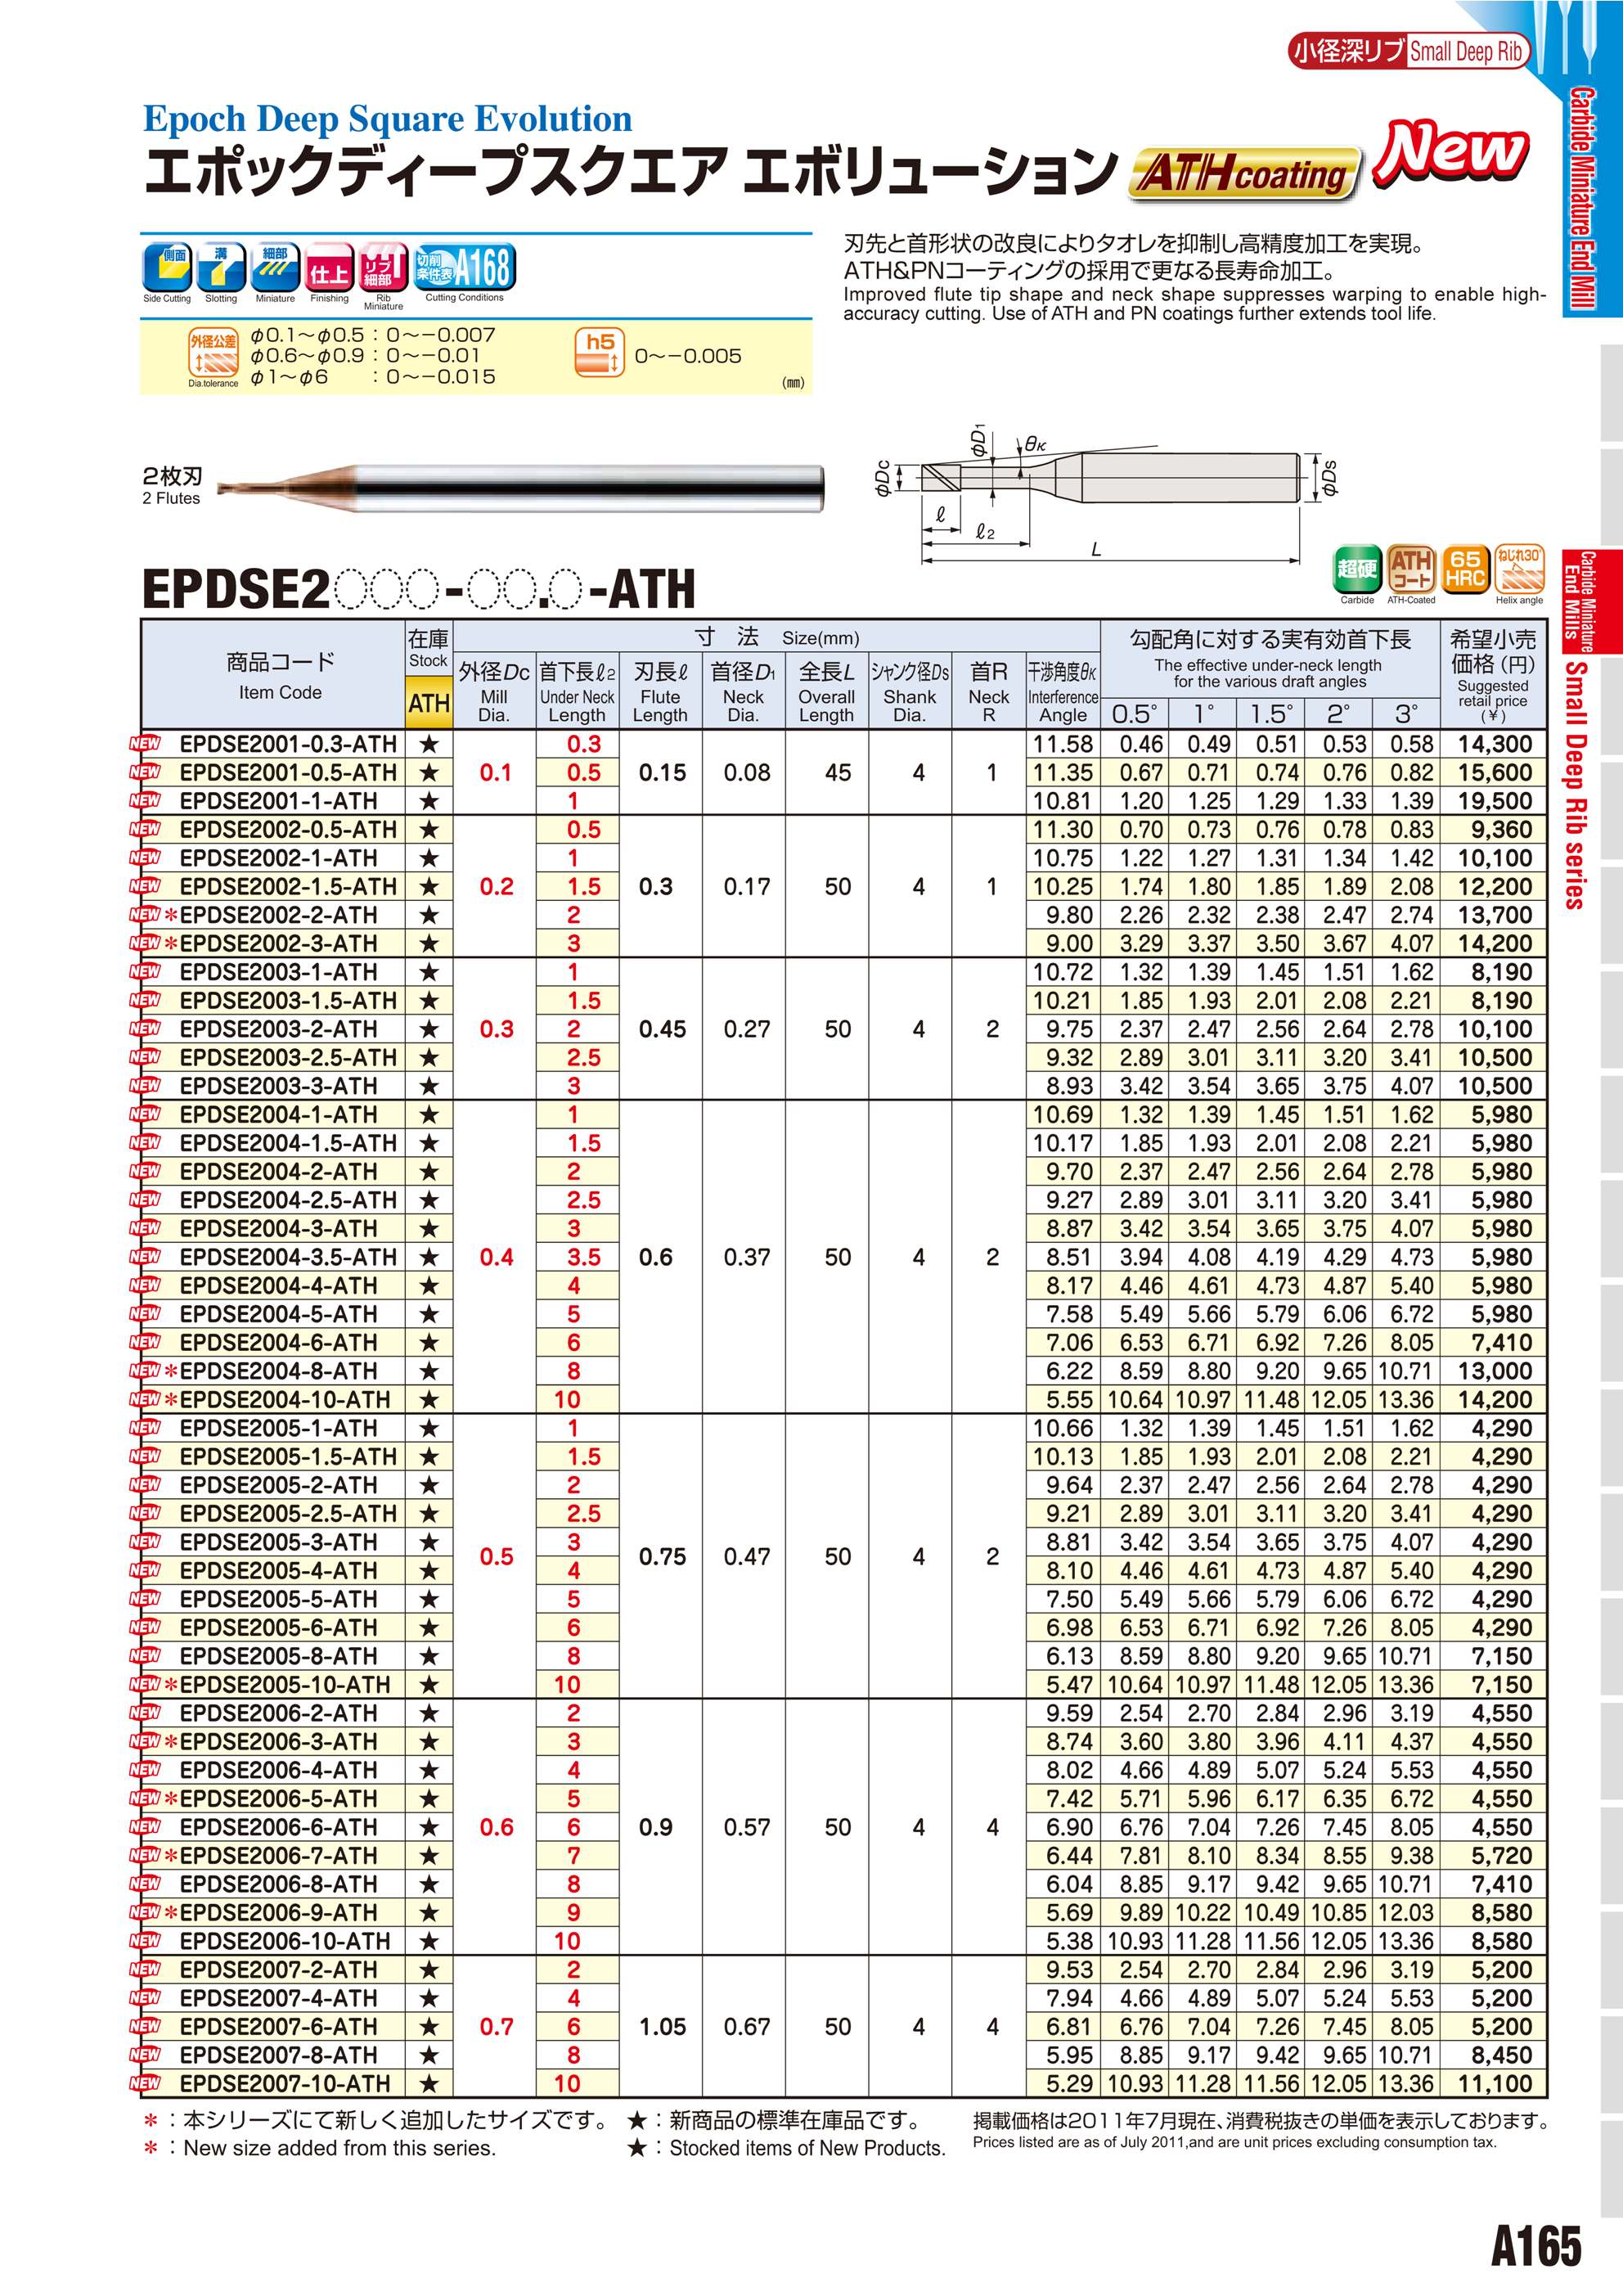 小径深リブ Small Deep Rib
Carbide Miniature End Mill
Epoch Deep Square Evolution
エポックディープスクエア エボリューション ATH coating New
側面 溝 細部 仕上 リブ細部 切削条件表 A168
Side Cutting Slotting Miniature Finishing Rib Miniature Cutting Conditions
刃先と首形状の改良によりタオレを抑制し高精度加工を実現。
ATH&PNコーティングの採用で更なる長寿命加工。
Improved flute tip shape and neck shape suppresses warping to enable high-
accuracy cutting. Use of ATH and PN coatings further extends tool life.
外径公差 Dia.tolerance
φ0.1～φ0.5：0～−0.007
φ0.6～φ0.9：0～−0.01
φ1～φ6 ：0～−0.015
h5 0～−0.005
(㎜)
2枚刃
2 Flutes
φDc φD1 θκ φDs ℓ ℓ2 L
EPDSE2○○○-○○.○-ATH
超硬 ATHコート 65HRC ねじれ30°
Carbide ATH-Coated Helix angle
商品コード Item Code
在庫 Stock ATH
寸 法 Size(mm)
外径Dc Mill Dia.
首下長ℓ2 Under Neck Length
刃長ℓ Flute Length
首径D1 Neck Dia.
全長L Overall Length
シャンク径Ds Shank Dia.
首R Neck R
干渉角度θκ Interference Angle
勾配角に対する実有効首下長
The effective under-neck length
for the various draft angles
0.5° 1° 1.5° 2° 3°
希望小売価格（円） Suggested retail price (¥)
NEW EPDSE2001-0.3-ATH ★ 0.3 11.58 0.46 0.49 0.51 0.53 0.58 14,300
NEW EPDSE2001-0.5-ATH ★ 0.1 0.5 0.15 0.08 45 4 1 11.35 0.67 0.71 0.74 0.76 0.82 15,600
NEW EPDSE2001-1-ATH ★ 1 10.81 1.20 1.25 1.29 1.33 1.39 19,500
NEW EPDSE2002-0.5-ATH ★ 0.5 11.30 0.70 0.73 0.76 0.78 0.83 9,360
NEW EPDSE2002-1-ATH ★ 1 10.75 1.22 1.27 1.31 1.34 1.42 10,100
NEW EPDSE2002-1.5-ATH ★ 0.2 1.5 0.3 0.17 50 4 1 10.25 1.74 1.80 1.85 1.89 2.08 12,200
NEW *EPDSE2002-2-ATH ★ 2 9.80 2.26 2.32 2.38 2.47 2.74 13,700
NEW *EPDSE2002-3-ATH ★ 3 9.00 3.29 3.37 3.50 3.67 4.07 14,200
NEW EPDSE2003-1-ATH ★ 1 10.72 1.32 1.39 1.45 1.51 1.62 8,190
NEW EPDSE2003-1.5-ATH ★ 1.5 10.21 1.85 1.93 2.01 2.08 2.21 8,190
NEW EPDSE2003-2-ATH ★ 0.3 2 0.45 0.27 50 4 2 9.75 2.37 2.47 2.56 2.64 2.78 10,100
NEW EPDSE2003-2.5-ATH ★ 2.5 9.32 2.89 3.01 3.11 3.20 3.41 10,500
NEW EPDSE2003-3-ATH ★ 3 8.93 3.42 3.54 3.65 3.75 4.07 10,500
NEW EPDSE2004-1-ATH ★ 1 10.69 1.32 1.39 1.45 1.51 1.62 5,980
NEW EPDSE2004-1.5-ATH ★ 1.5 10.17 1.85 1.93 2.01 2.08 2.21 5,980
NEW EPDSE2004-2-ATH ★ 2 9.70 2.37 2.47 2.56 2.64 2.78 5,980
NEW EPDSE2004-2.5-ATH ★ 2.5 9.27 2.89 3.01 3.11 3.20 3.41 5,980
NEW EPDSE2004-3-ATH ★ 3 8.87 3.42 3.54 3.65 3.75 4.07 5,980
NEW EPDSE2004-3.5-ATH ★ 0.4 3.5 0.6 0.37 50 4 2 8.51 3.94 4.08 4.19 4.29 4.73 5,980
NEW EPDSE2004-4-ATH ★ 4 8.17 4.46 4.61 4.73 4.87 5.40 5,980
NEW EPDSE2004-5-ATH ★ 5 7.58 5.49 5.66 5.79 6.06 6.72 5,980
NEW EPDSE2004-6-ATH ★ 6 7.06 6.53 6.71 6.92 7.26 8.05 7,410
NEW *EPDSE2004-8-ATH ★ 8 6.22 8.59 8.80 9.20 9.65 10.71 13,000
NEW *EPDSE2004-10-ATH ★ 10 5.55 10.64 10.97 11.48 12.05 13.36 14,200
NEW EPDSE2005-1-ATH ★ 1 10.66 1.32 1.39 1.45 1.51 1.62 4,290
NEW EPDSE2005-1.5-ATH ★ 1.5 10.13 1.85 1.93 2.01 2.08 2.21 4,290
NEW EPDSE2005-2-ATH ★ 2 9.64 2.37 2.47 2.56 2.64 2.78 4,290
NEW EPDSE2005-2.5-ATH ★ 2.5 9.21 2.89 3.01 3.11 3.20 3.41 4,290
NEW EPDSE2005-3-ATH ★ 3 8.81 3.42 3.54 3.65 3.75 4.07 4,290
0.5 0.75 0.47 50 4 2
NEW EPDSE2005-4-ATH ★ 4 8.10 4.46 4.61 4.73 4.87 5.40 4,290
NEW EPDSE2005-5-ATH ★ 5 7.50 5.49 5.66 5.79 6.06 6.72 4,290
NEW EPDSE2005-6-ATH ★ 6 6.98 6.53 6.71 6.92 7.26 8.05 4,290
NEW EPDSE2005-8-ATH ★ 8 6.13 8.59 8.80 9.20 9.65 10.71 7,150
NEW *EPDSE2005-10-ATH ★ 10 5.47 10.64 10.97 11.48 12.05 13.36 7,150
NEW EPDSE2006-2-ATH ★ 2 9.59 2.54 2.70 2.84 2.96 3.19 4,550
NEW *EPDSE2006-3-ATH ★ 3 8.74 3.60 3.80 3.96 4.11 4.37 4,550
NEW EPDSE2006-4-ATH ★ 4 8.02 4.66 4.89 5.07 5.24 5.53 4,550
NEW *EPDSE2006-5-ATH ★ 5 7.42 5.71 5.96 6.17 6.35 6.72 4,550
NEW EPDSE2006-6-ATH ★ 0.6 6 0.9 0.57 50 4 4 6.90 6.76 7.04 7.26 7.45 8.05 4,550
NEW *EPDSE2006-7-ATH ★ 7 6.44 7.81 8.10 8.34 8.55 9.38 5,720
NEW EPDSE2006-8-ATH ★ 8 6.04 8.85 9.17 9.42 9.65 10.71 7,410
NEW *EPDSE2006-9-ATH ★ 9 5.69 9.89 10.22 10.49 10.85 12.03 8,580
NEW EPDSE2006-10-ATH ★ 10 5.38 10.93 11.28 11.56 12.05 13.36 8,580
NEW EPDSE2007-2-ATH ★ 2 9.53 2.54 2.70 2.84 2.96 3.19 5,200
NEW EPDSE2007-4-ATH ★ 4 7.94 4.66 4.89 5.07 5.24 5.53 5,200
NEW EPDSE2007-6-ATH ★ 0.7 6 1.05 0.67 50 4 4 6.81 6.76 7.04 7.26 7.45 8.05 5,200
NEW EPDSE2007-8-ATH ★ 8 5.95 8.85 9.17 9.42 9.65 10.71 8,450
NEW EPDSE2007-10-ATH ★ 10 5.29 10.93 11.28 11.56 12.05 13.36 11,100
*：本シリーズにて新しく追加したサイズです。 ★：新商品の標準在庫品です。 掲載価格は2011年7月現在、消費税抜きの単価を表示しております。
*：New size added from this series. ★：Stocked items of New Products. Prices listed are as of July 2011,and are unit prices excluding consumption tax.
Carbide Miniature End Mills Small Deep Rib series
A165